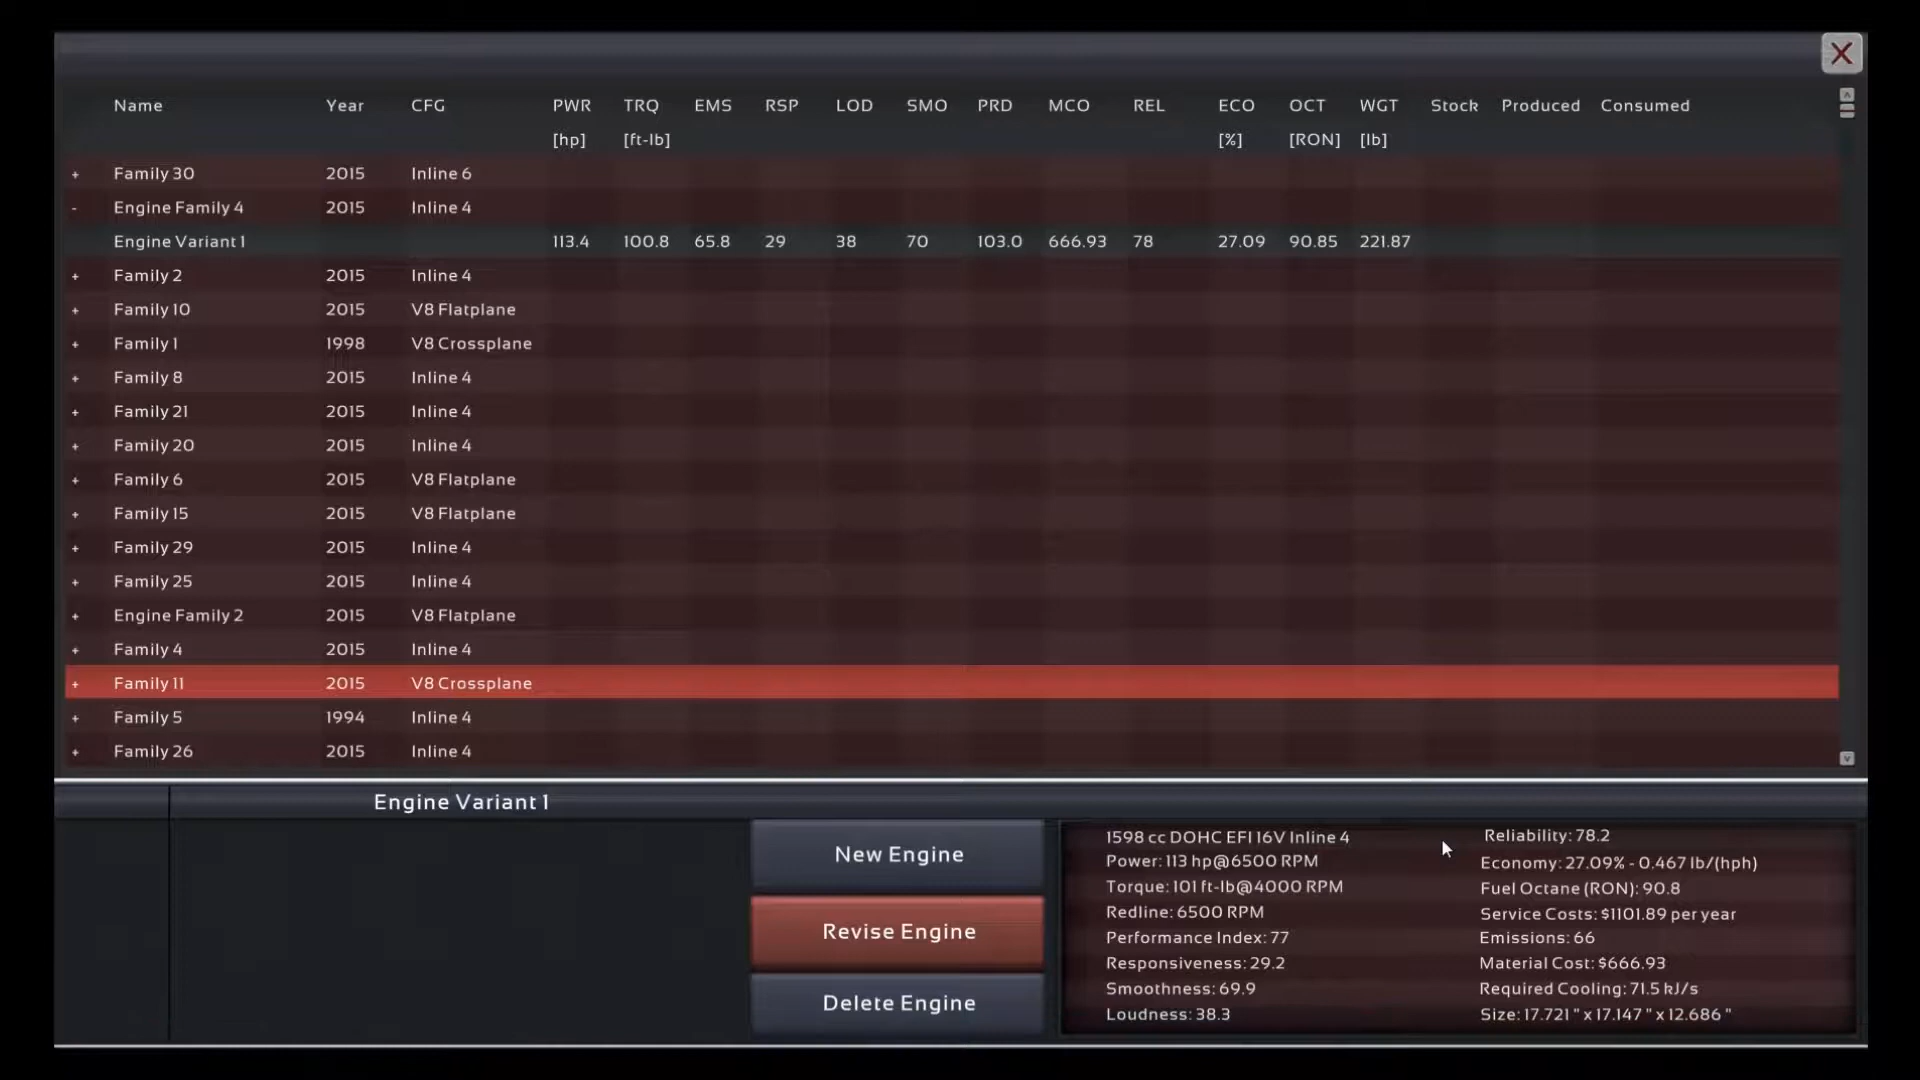 Name Year CFG PWR TRQ EMS RSP LOD SMO PRD MCO REL ECO OCT WGT Stock Produced Consumed
[hp] [ft-lb] [%] [RON] [lb]
+ Family 30 2015 Inline 6
- Engine Family 4 2015 Inline 4
Engine Variant 1 113.4 100.8 65.8 29 38 70 103.0 666.93 78 27.09 90.85 221.87
+ Family 2 2015 Inline 4
+ Family 10 2015 V8 Flatplane
+ Family 1 1998 V8 Crossplane
+ Family 8 2015 Inline 4
+ Family 21 2015 Inline 4
+ Family 20 2015 Inline 4
+ Family 6 2015 V8 Flatplane
+ Family 15 2015 V8 Flatplane
+ Family 29 2015 Inline 4
+ Family 25 2015 Inline 4
+ Engine Family 2 2015 V8 Flatplane
+ Family 4 2015 Inline 4
+ Family 11 2015 V8 Crossplane
+ Family 5 1994 Inline 4
+ Family 26 2015 Inline 4
Engine Variant 1
New Engine
Revise Engine
Delete Engine
1598 cc DOHC EFI 16V Inline 4
Power: 113 hp@6500 RPM
Torque: 101 ft-lb@4000 RPM
Redline: 6500 RPM
Performance Index: 77
Responsiveness: 29.2
Smoothness: 69.9
Loudness: 38.3
Reliability: 78.2
Economy: 27.09% - 0.467 lb/(hph)
Fuel Octane (RON): 90.8
Service Costs: $1101.89 per year
Emissions: 66
Material Cost: $666.93
Required Cooling: 71.5 kJ/s
Size: 17.721 " x 17.147 " x 12.686 "